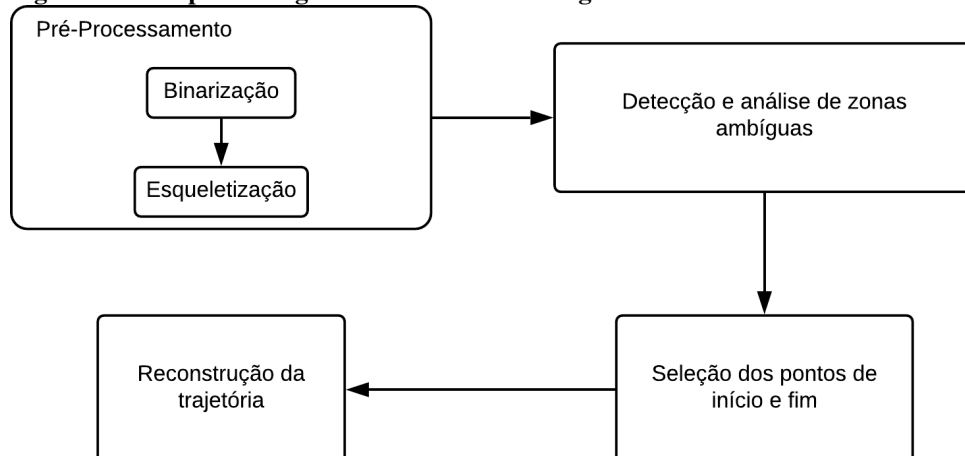 Pré-Processamento
Binarização
Esqueletização
Detecção e análise de zonas
ambíguas
Seleção dos pontos de
início e fim
Reconstrução da
trajetória